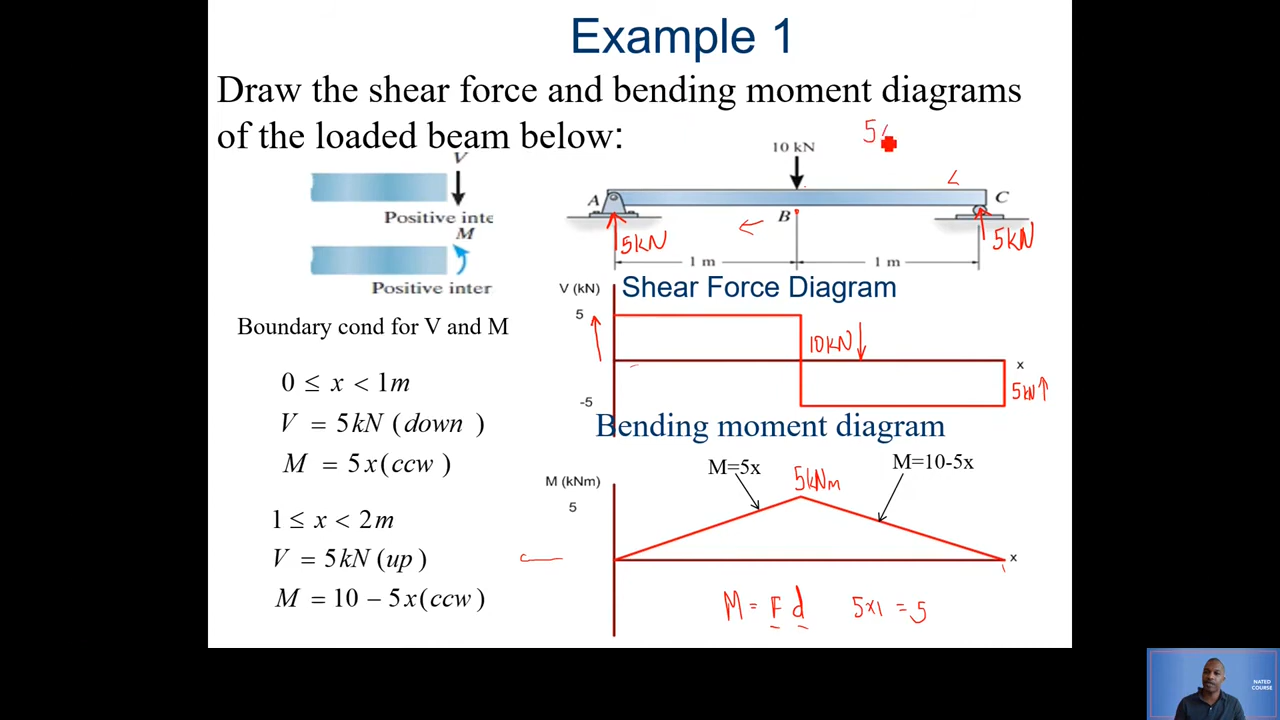 Example 1
Draw the shear force and bending moment diagrams
of the loaded beam below:
V
Positive inte
M
Positive inter
10 kN
5
A
B
C
5kN
5kN
1 m
1 m
Boundary cond for V and M
0 ≤ x < 1m
V = 5kN (down )
M = 5x(ccw )
1 ≤ x < 2m
V = 5kN (up )
M = 10 − 5x(ccw )
V (kN)
Shear Force Diagram
5
10kN
x
-5
5kN
Bending moment diagram
M=5x
M=10-5x
M (kNm)
5kNm
5
x
M = F d 5x1 = 5
NATED
COURSE